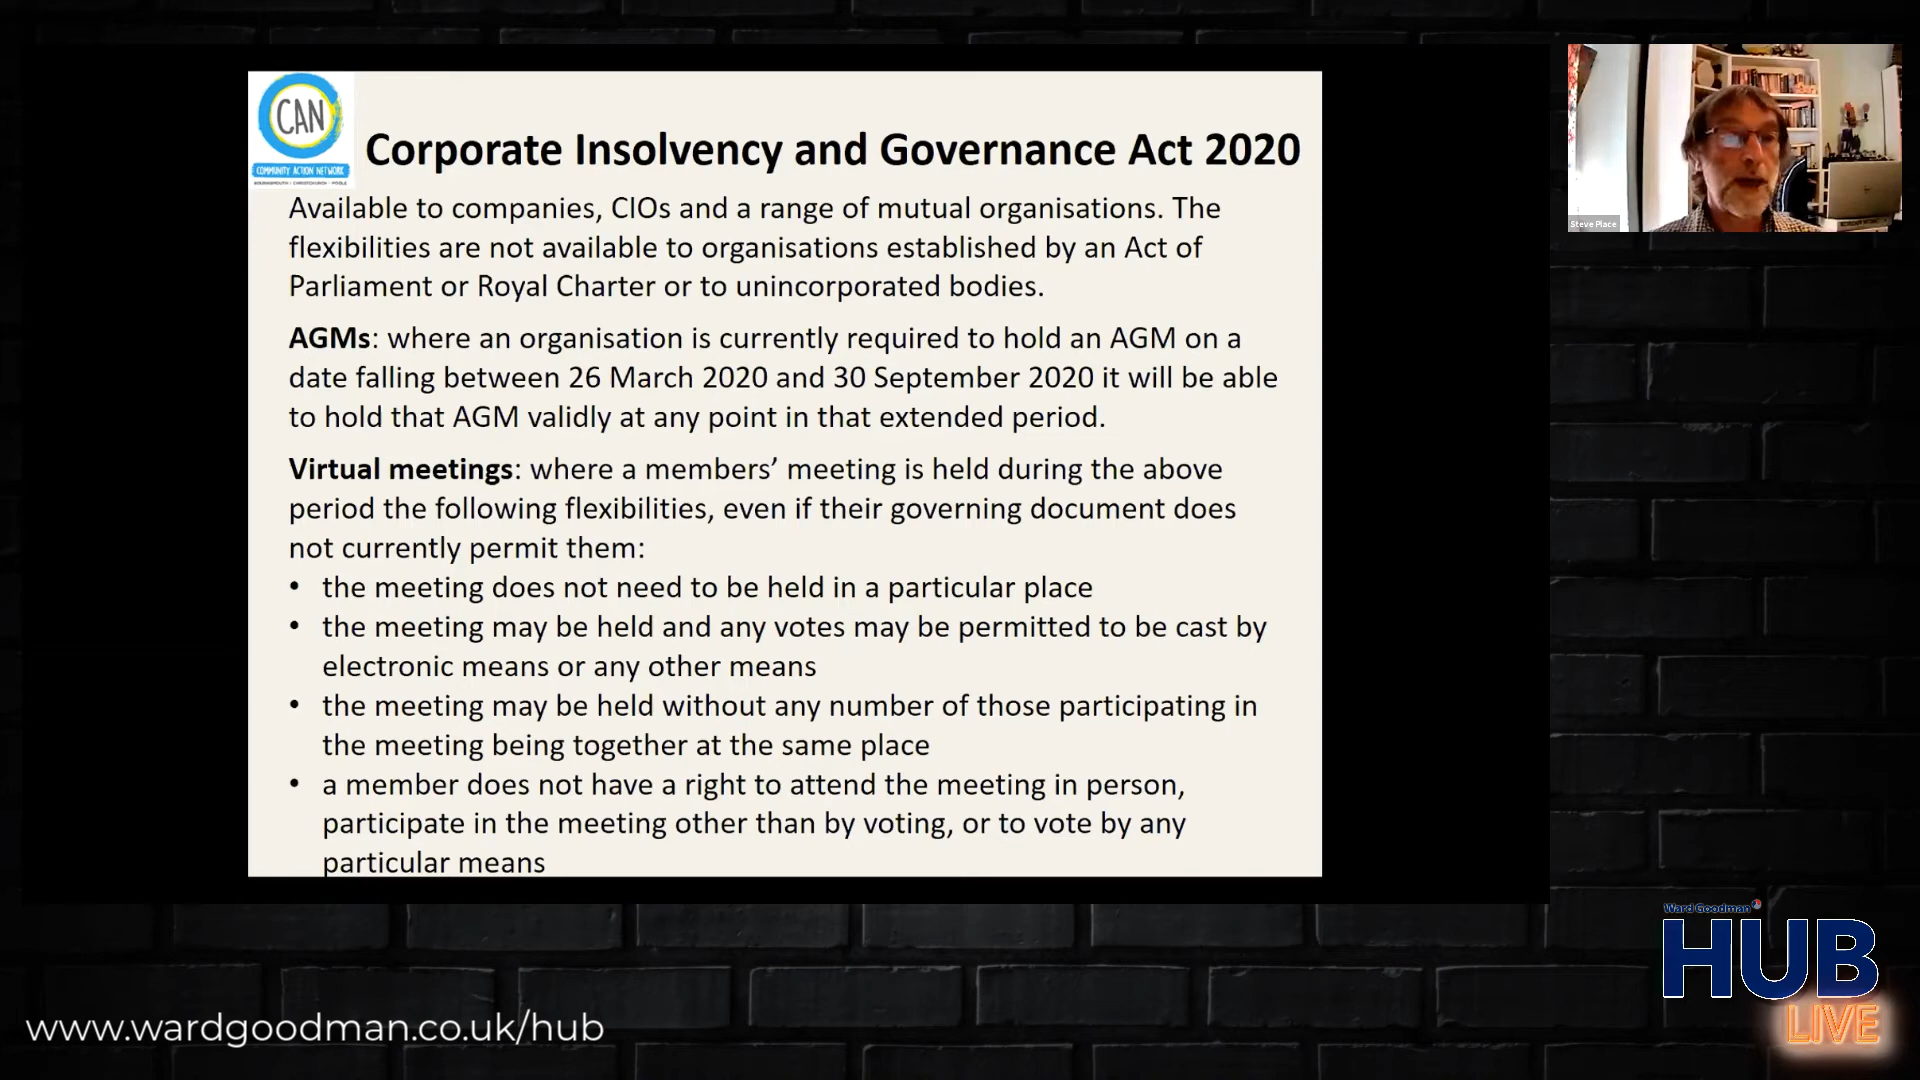 CAN
COMMUNITY ACTION NETWORK
BOURNEMOUTH | CHRISTCHURCH | POOLE
Corporate Insolvency and Governance Act 2020
Available to companies, CIOs and a range of mutual organisations. The
flexibilities are not available to organisations established by an Act of
Parliament or Royal Charter or to unincorporated bodies.
AGMs: where an organisation is currently required to hold an AGM on a
date falling between 26 March 2020 and 30 September 2020 it will be able
to hold that AGM validly at any point in that extended period.
Virtual meetings: where a members’ meeting is held during the above
period the following flexibilities, even if their governing document does
not currently permit them:
• the meeting does not need to be held in a particular place
• the meeting may be held and any votes may be permitted to be cast by
electronic means or any other means
• the meeting may be held without any number of those participating in
the meeting being together at the same place
• a member does not have a right to attend the meeting in person,
participate in the meeting other than by voting, or to vote by any
particular means
Steve Place
Ward Goodman
HUB
LIVE
www.wardgoodman.co.uk/hub